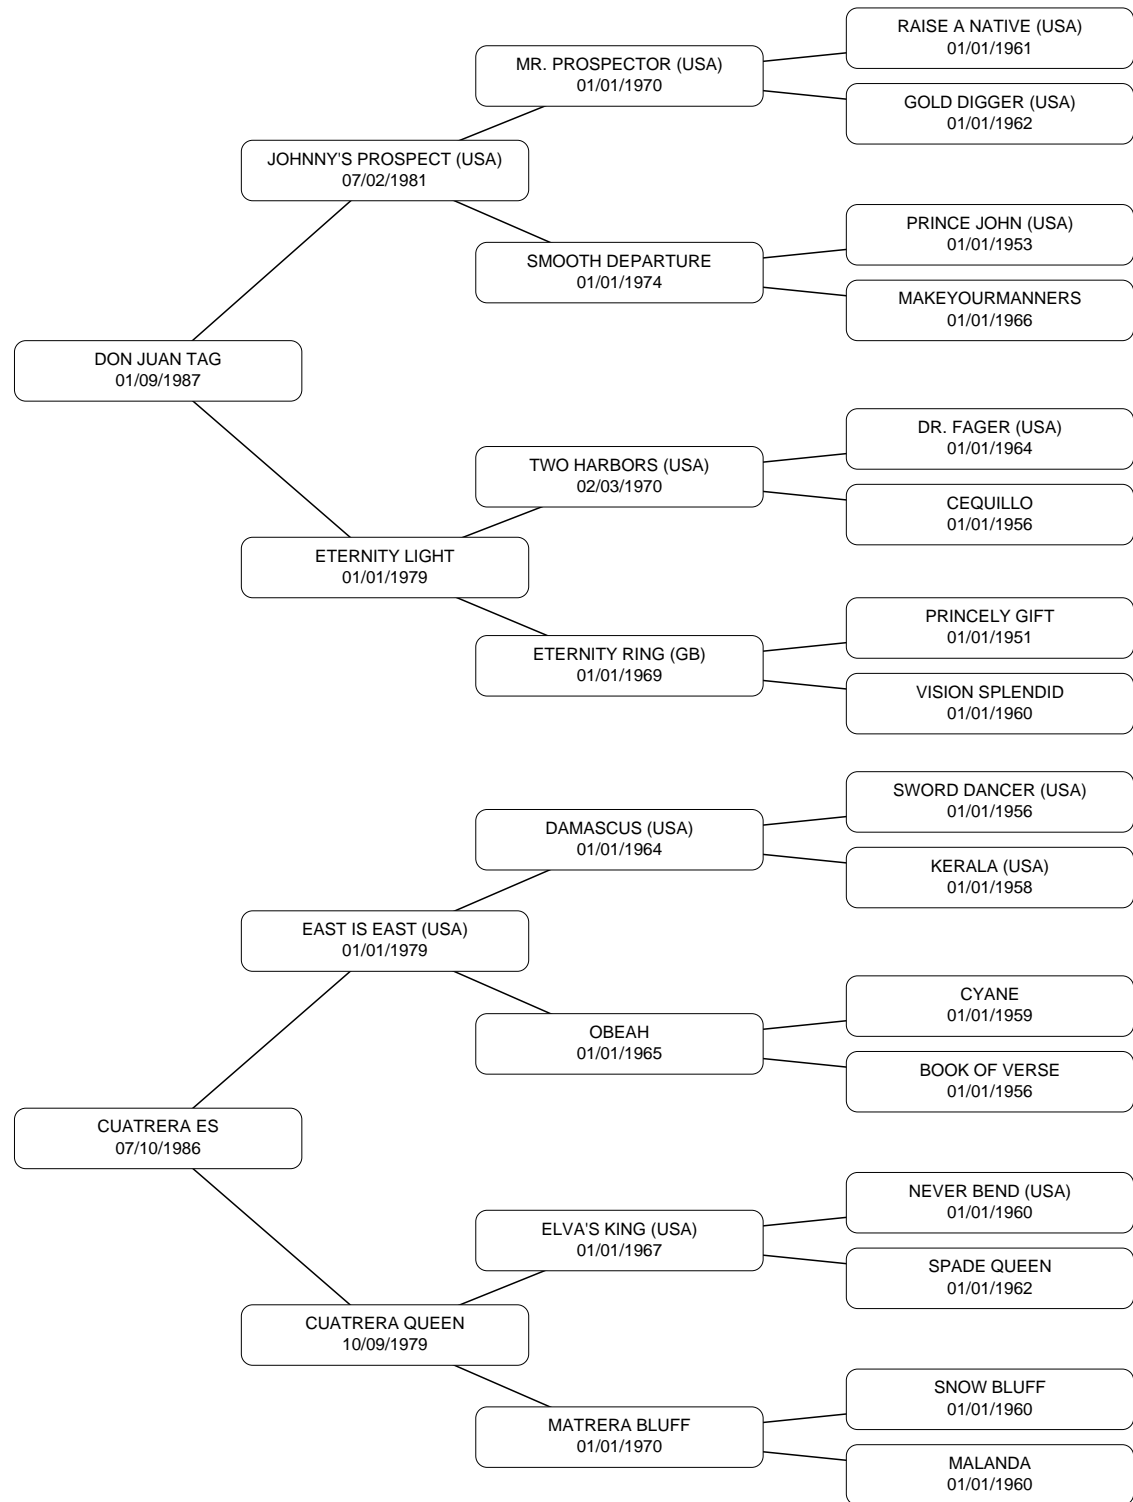 RAISE A NATIVE (USA)
01/01/1961
MR. PROSPECTOR (USA)
01/01/1970
GOLD DIGGER (USA)
01/01/1962
JOHNNY'S PROSPECT (USA)
07/02/1981
PRINCE JOHN (USA)
01/01/1953
SMOOTH DEPARTURE
01/01/1974
MAKEYOURMANNERS
01/01/1966
DON JUAN TAG
01/09/1987
DR. FAGER (USA)
01/01/1964
TWO HARBORS (USA)
02/03/1970
CEQUILLO
01/01/1956
ETERNITY LIGHT
01/01/1979
PRINCELY GIFT
01/01/1951
ETERNITY RING (GB)
01/01/1969
VISION SPLENDID
01/01/1960
SWORD DANCER (USA)
01/01/1956
DAMASCUS (USA)
01/01/1964
KERALA (USA)
01/01/1958
EAST IS EAST (USA)
01/01/1979
CYANE
01/01/1959
OBEAH
01/01/1965
BOOK OF VERSE
01/01/1956
CUATRERA ES
07/10/1986
NEVER BEND (USA)
01/01/1960
ELVA'S KING (USA)
01/01/1967
SPADE QUEEN
01/01/1962
CUATRERA QUEEN
10/09/1979
SNOW BLUFF
01/01/1960
MATRERA BLUFF
01/01/1970
MALANDA
01/01/1960